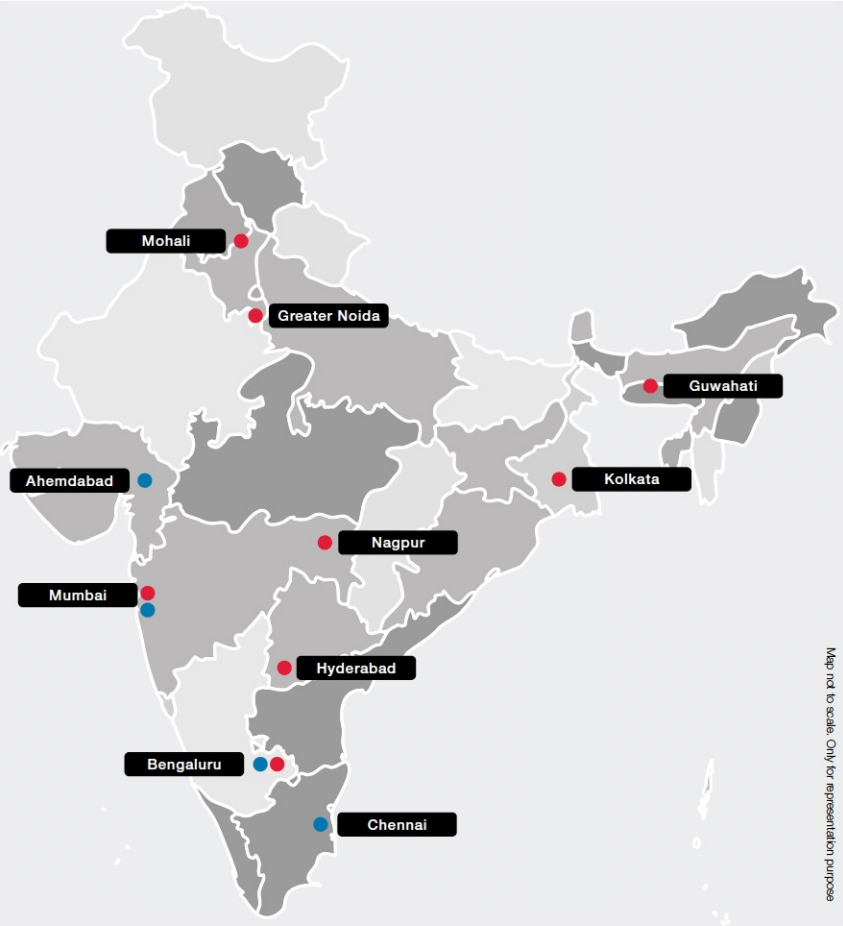 Mohali
Greater Noida
Guwahati
Ahemdabad
Kolkata
Nagpur
Mumbai
Hyderabad
Bengaluru
Chennai
Map not to scale. Only for representation purpose